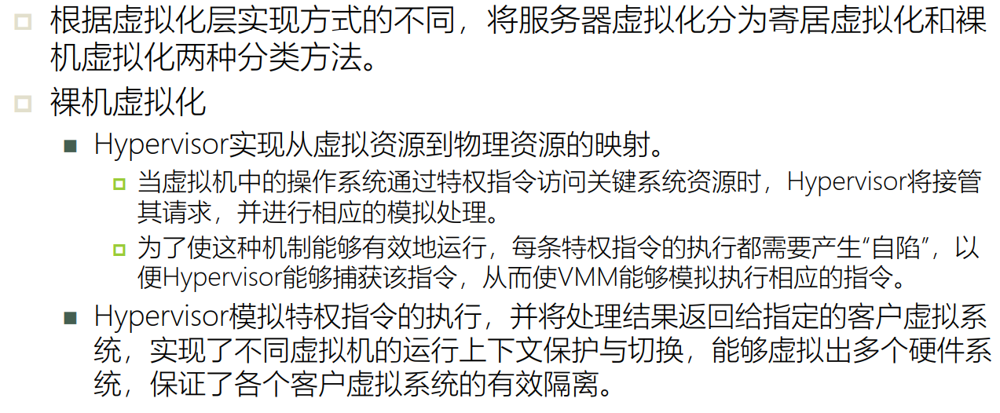 根据虚拟化层实现方式的不同，将服务器虚拟化分为寄居虚拟化和裸
机虚拟化两种分类方法。
裸机虚拟化
Hypervisor实现从虚拟资源到物理资源的映射。
当虚拟机中的操作系统通过特权指令访问关键系统资源时，Hypervisor将接管
其请求，并进行相应的模拟处理。
为了使这种机制能够有效地运行，每条特权指令的执行都需要产生“自陷”，以
便Hypervisor能够捕获该指令，从而使VMM能够模拟执行相应的指令。
Hypervisor模拟特权指令的执行，并将处理结果返回给指定的客户虚拟系
统，实现了不同虚拟机的运行上下文保护与切换，能够虚拟出多个硬件系
统，保证了各个客户虚拟系统的有效隔离。